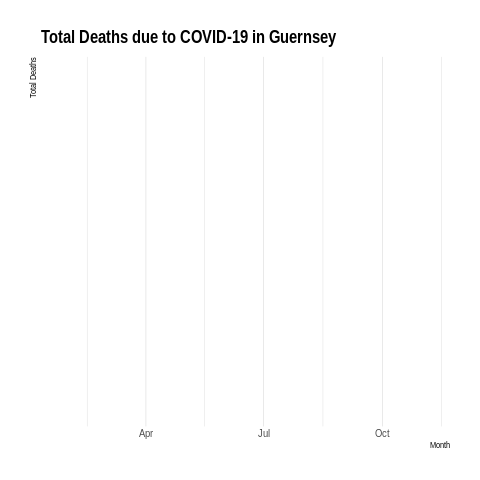 Total Deaths due to COVID-19 in Guernsey
Total Deaths
Apr Jul Oct
Month